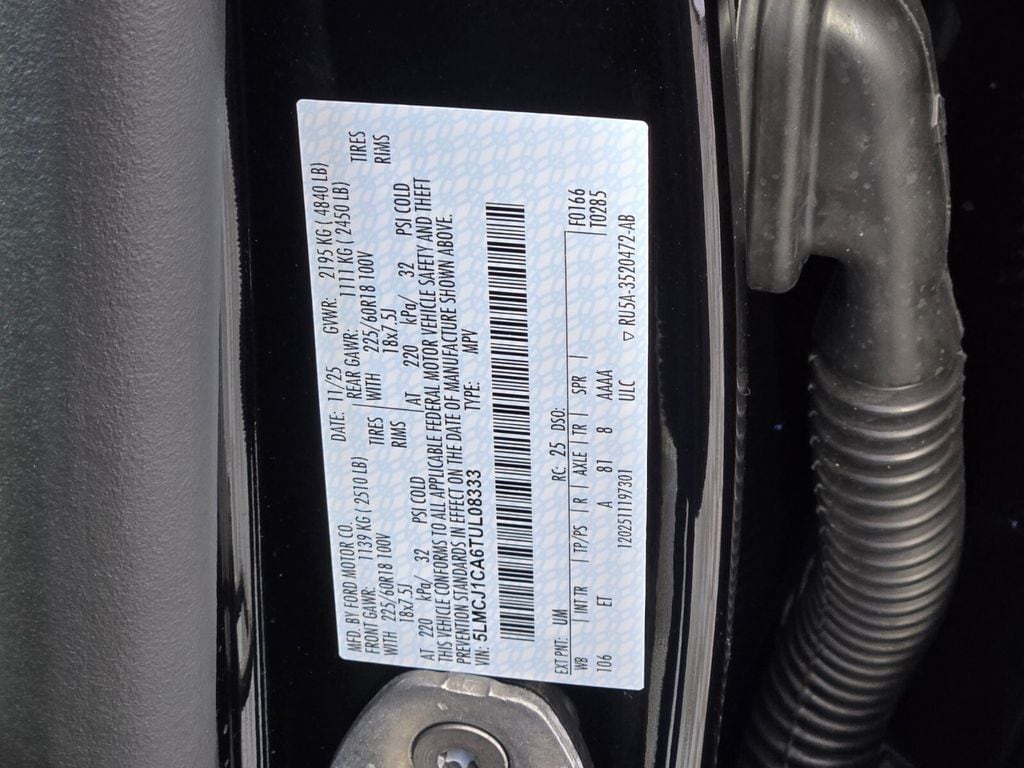 MFD. BY FORD MOTOR CO. DATE: 11/25 GVWR: 2195 KG ( 4840 LB)
FRONT GAWR: 1139 KG ( 2510 LB) REAR GAWR: 1111 KG ( 2450 LB)
WITH 225/60R18 100V TIRES WITH 225/60R18 100V TIRES
18x7.5J RIMS 18x7.5J RIMS
AT 220 kPa/ 32 PSI COLD AT 220 kPa/ 32 PSI COLD
THIS VEHICLE CONFORMS TO ALL APPLICABLE FEDERAL MOTOR VEHICLE SAFETY AND THEFT
PREVENTION STANDARDS IN EFFECT ON THE DATE OF MANUFACTURE SHOWN ABOVE.
VIN: 5LMCJ1CA6TUL08333 TYPE: MPV
EXT PNT: UM RC: 25 DSO: F0166
WB INT TR TP/PS R AXLE TR SPR T0285
106 ET A 81 8 AAAA
1202511197301 ULC ▽ RU5A-3520472-AB